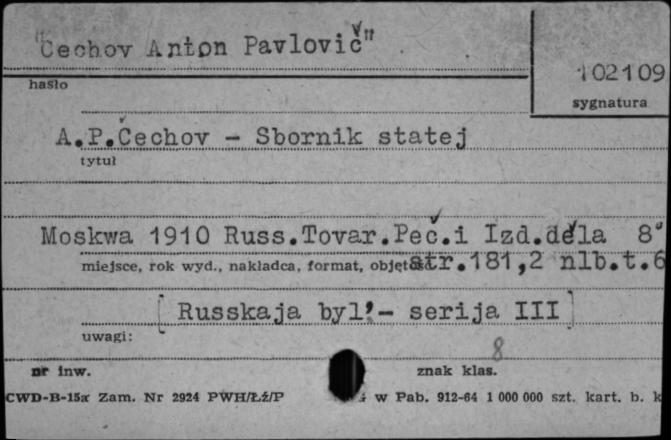 "Čechov Anton Pavlovič"
102109
hasło
sygnatura
A.P.Čechov - Sbornik statej
tytuł
Moskwa 1910 Russ.Tovar.Peč.i Izd.děla 8°
miejsce, rok wyd., nakładca, format, objętość str.181,2 nlb.t.6
[Russkaja byl' - serija III]
uwagi:
8
nr inw.
znak klas.
CWD-B-15a Zam. Nr 2924 PWH/Łź/P w Pab. 912-64 1 000 000 szt. kart. b. k